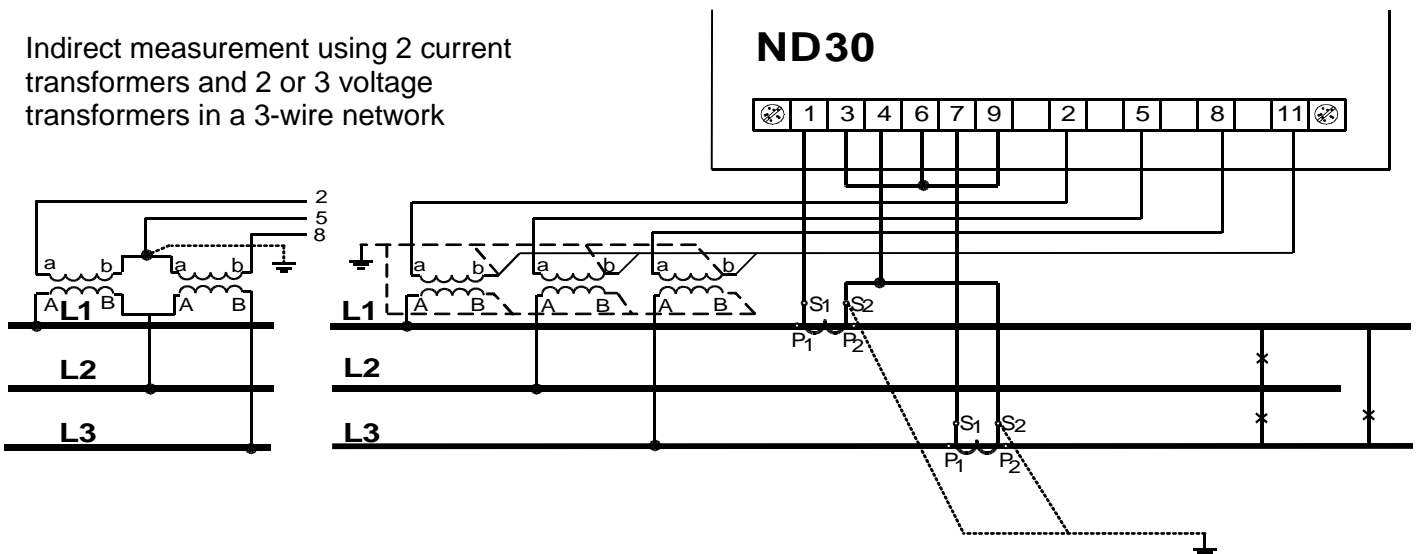 Indirect measurement using 2 current
transformers and 2 or 3 voltage
transformers in a 3-wire network
ND30
1 3 4 6 7 9 2 5 8 11
2
5
8
a b a b
A B A B
a b a b a b
A B A B A B
L1
L2
L3
L1
L2
L3
S1 S2
P1 P2
S1 S2
P1 P2